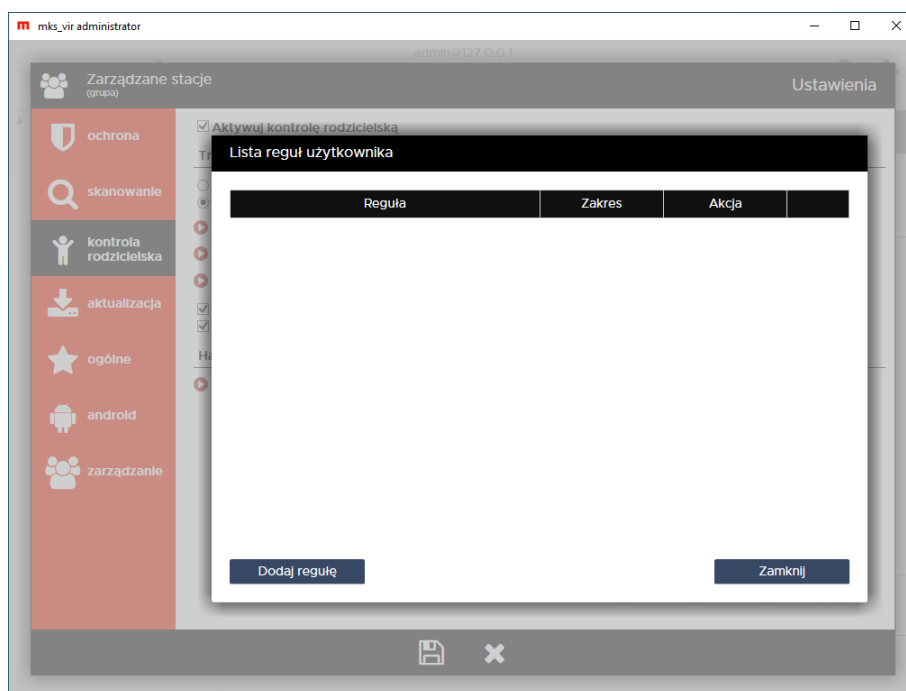 mks_vir administrator
admin@127.0.0.1
Zarządzane stacje
(grupa)
Ustawienia
ochrona
skanowanie
kontrola
rodzicielska
aktualizacja
ogólne
android
zarządzanie
Aktywuj kontrolę rodzicielską
Lista reguł użytkownika
Reguła Zakres Akcja
Dodaj regułę
Zamknij